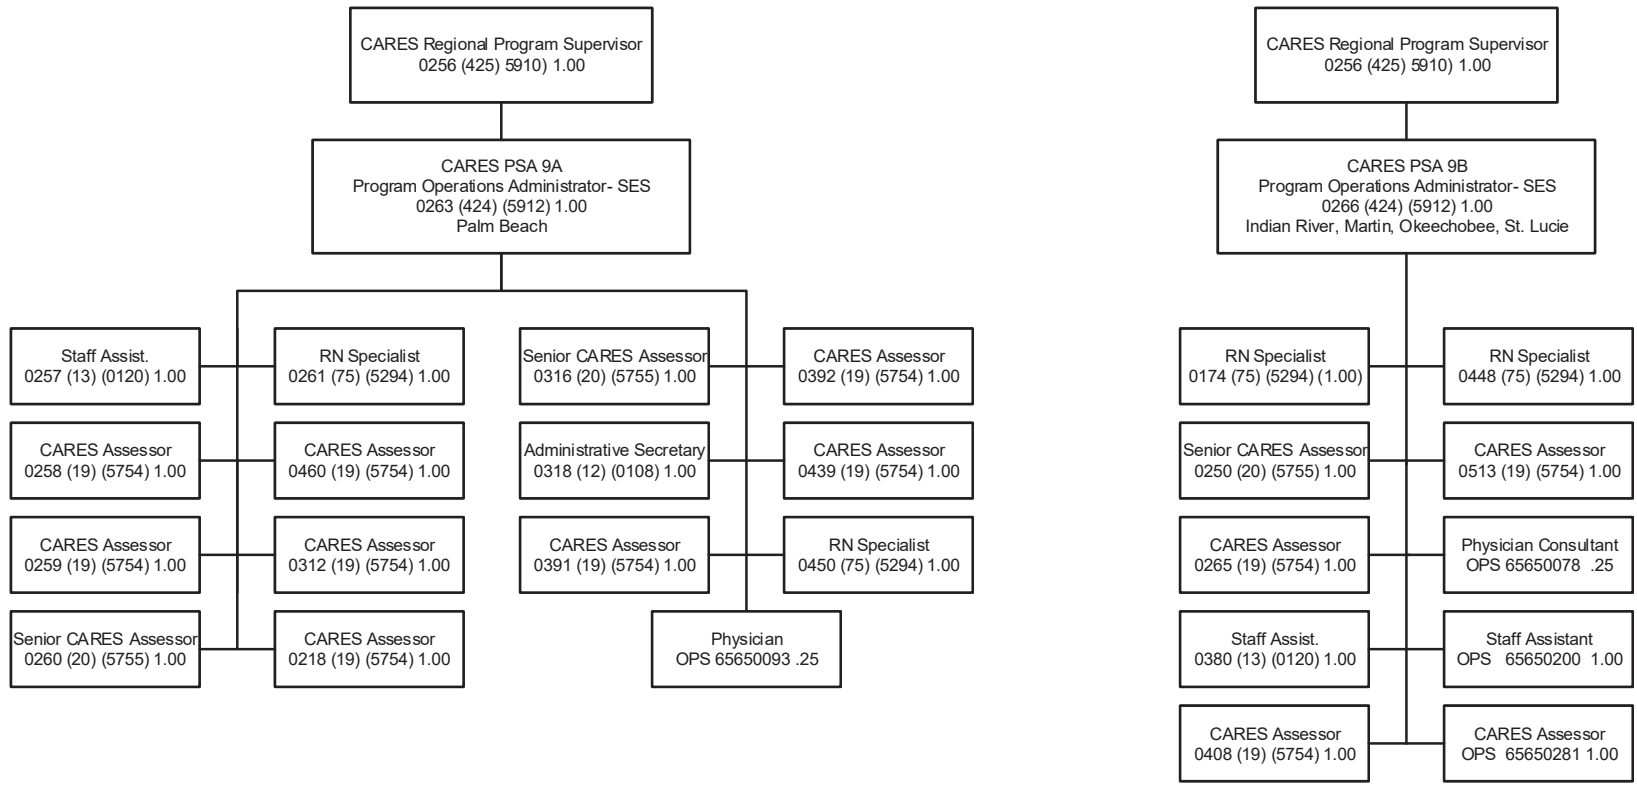 CARES Regional Program Supervisor
0256 (425) 5910) 1.00
CARES PSA 9A
Program Operations Administrator- SES
0263 (424) (5912) 1.00
Palm Beach
Staff Assist.
0257 (13) (0120) 1.00
RN Specialist
0261 (75) (5294) 1.00
Senior CARES Assessor
0316 (20) (5755) 1.00
CARES Assessor
0392 (19) (5754) 1.00
CARES Assessor
0258 (19) (5754) 1.00
CARES Assessor
0460 (19) (5754) 1.00
Administrative Secretary
0318 (12) (0108) 1.00
CARES Assessor
0439 (19) (5754) 1.00
CARES Assessor
0259 (19) (5754) 1.00
CARES Assessor
0312 (19) (5754) 1.00
CARES Assessor
0391 (19) (5754) 1.00
RN Specialist
0450 (75) (5294) 1.00
Senior CARES Assessor
0260 (20) (5755) 1.00
CARES Assessor
0218 (19) (5754) 1.00
Physician
OPS 65650093 .25
CARES Regional Program Supervisor
0256 (425) 5910) 1.00
CARES PSA 9B
Program Operations Administrator- SES
0266 (424) (5912) 1.00
Indian River, Martin, Okeechobee, St. Lucie
RN Specialist
0174 (75) (5294) (1.00)
RN Specialist
0448 (75) (5294) 1.00
Senior CARES Assessor
0250 (20) (5755) 1.00
CARES Assessor
0513 (19) (5754) 1.00
CARES Assessor
0265 (19) (5754) 1.00
Physician Consultant
OPS 65650078 .25
Staff Assist.
0380 (13) (0120) 1.00
Staff Assistant
OPS 65650200 1.00
CARES Assessor
0408 (19) (5754) 1.00
CARES Assessor
OPS 65650281 1.00